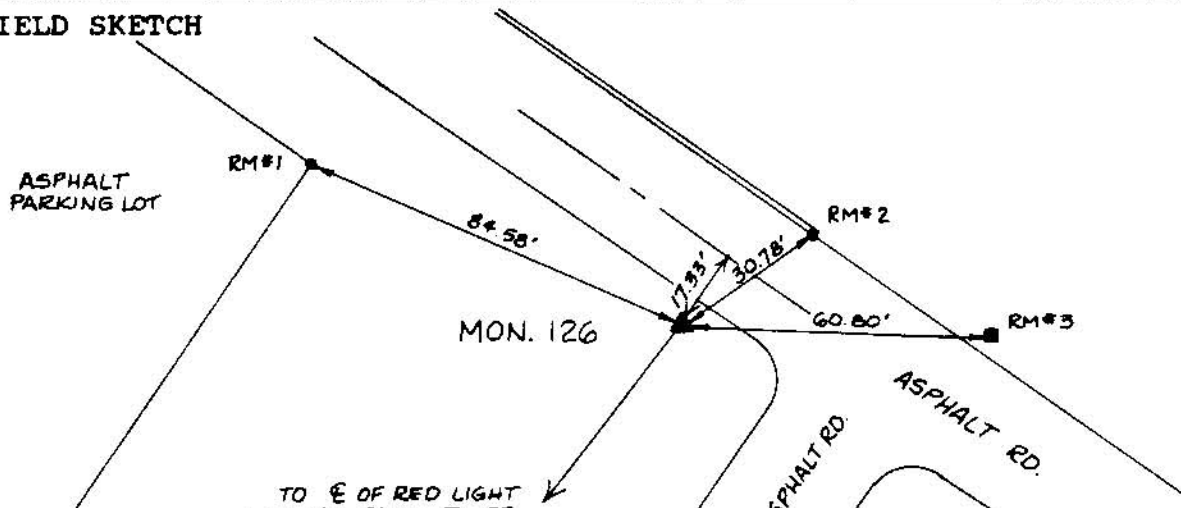 FIELD SKETCH
RM#1
ASPHALT
PARKING LOT
84.58'
RM#2
17.33'
30.78'
MON. 126
60.80'
RM#3
ASPHALT RD.
ASPHALT RD.
TO ℄ OF RED LIGHT